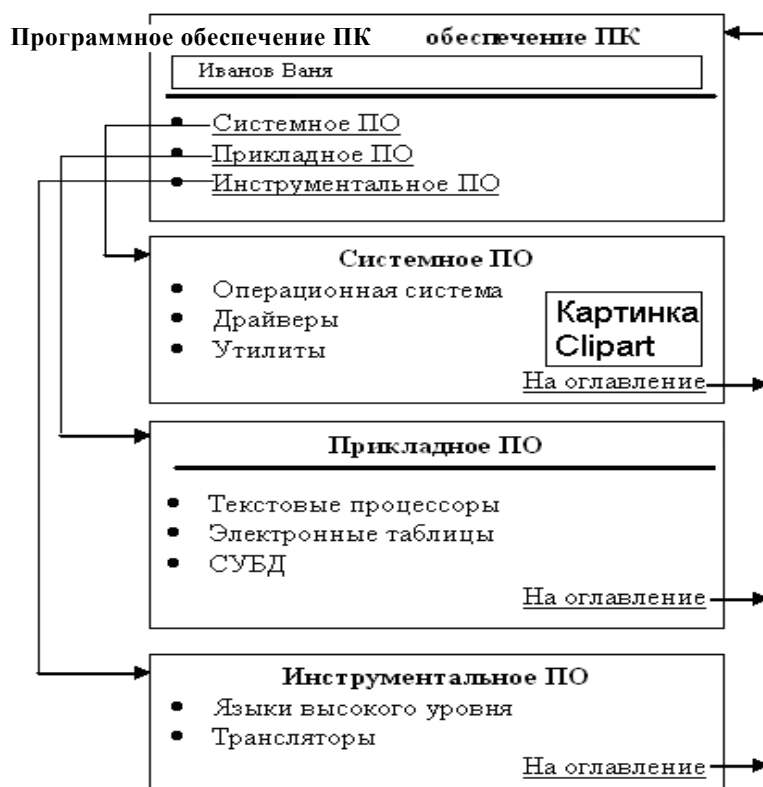 Программное обеспечение ПК обеспечение ПК
Иванов Ваня
• Системное ПО
• Прикладное ПО
• Инструментальное ПО
Системное ПО
• Операционная система
• Драйверы
• Утилиты
Картинка
Clipart
На оглавление
Прикладное ПО
• Текстовые процессоры
• Электронные таблицы
• СУБД
На оглавление
Инструментальное ПО
• Языки высокого уровня
• Трансляторы
На оглавление